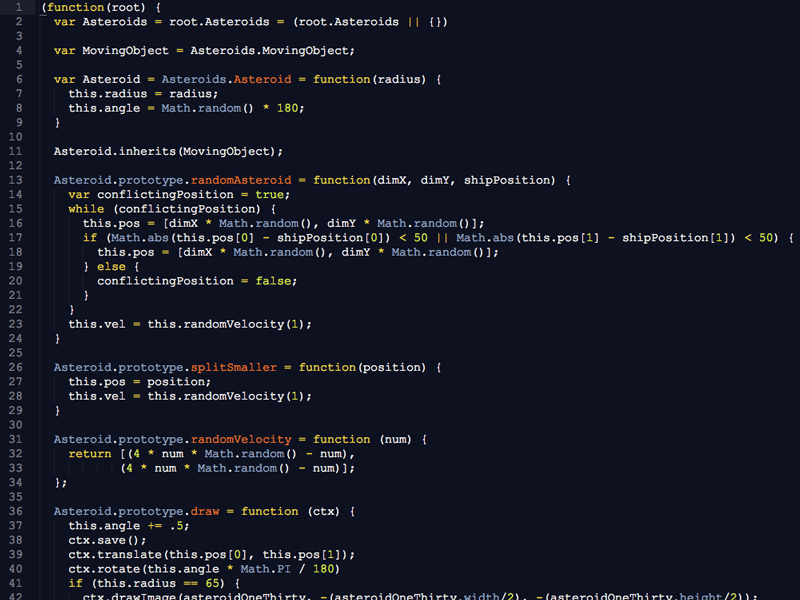 1 (function(root) {
2 var Asteroids = root.Asteroids = (root.Asteroids || {})
3
4 var MovingObject = Asteroids.MovingObject;
5
6 var Asteroid = Asteroids.Asteroid = function(radius) {
7 this.radius = radius;
8 this.angle = Math.random() * 180;
9 }
10
11 Asteroid.inherits(MovingObject);
12
13 Asteroid.prototype.randomAsteroid = function(dimX, dimY, shipPosition) {
14 var conflictingPosition = true;
15 while (conflictingPosition) {
16 this.pos = [dimX * Math.random(), dimY * Math.random()];
17 if (Math.abs(this.pos[0] - shipPosition[0]) < 50 || Math.abs(this.pos[1] - shipPosition[1]) < 50) {
18 this.pos = [dimX * Math.random(), dimY * Math.random()];
19 } else {
20 conflictingPosition = false;
21 }
22 }
23 this.vel = this.randomVelocity(1);
24 }
25
26 Asteroid.prototype.splitSmaller = function(position) {
27 this.pos = position;
28 this.vel = this.randomVelocity(1);
29 }
30
31 Asteroid.prototype.randomVelocity = function (num) {
32 return [(4 * num * Math.random() - num),
33 (4 * num * Math.random() - num)];
34 };
35
36 Asteroid.prototype.draw = function (ctx) {
37 this.angle += .5;
38 ctx.save();
39 ctx.translate(this.pos[0], this.pos[1]);
40 ctx.rotate(this.angle * Math.PI / 180)
41 if (this.radius == 65) {
42 ctx.drawImage(asteroidOneThirty, -(asteroidOneThirty.width/2), -(asteroidOneThirty.height/2));